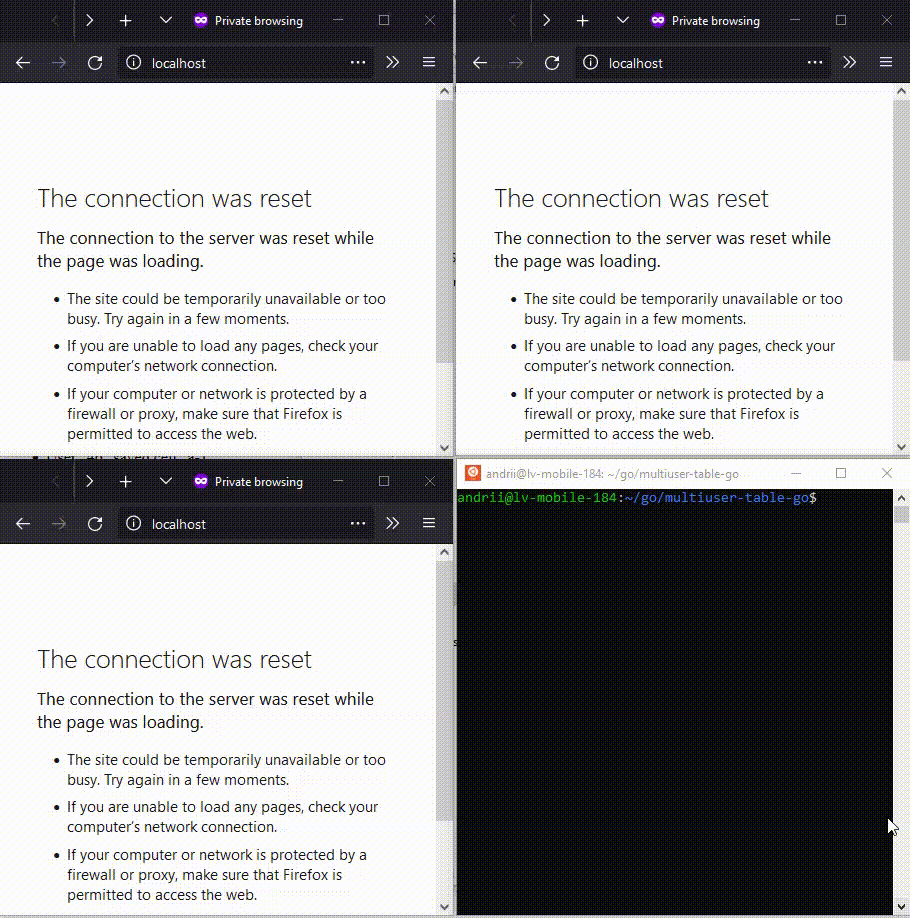 Private browsing
localhost
The connection was reset
The connection to the server was reset while
the page was loading.
• The site could be temporarily unavailable or too
busy. Try again in a few moments.
• If you are unable to load any pages, check your
computer's network connection.
• If your computer or network is protected by a
firewall or proxy, make sure that Firefox is
permitted to access the web.
Private browsing
localhost
The connection was reset
The connection to the server was reset while
the page was loading.
• The site could be temporarily unavailable or too
busy. Try again in a few moments.
• If you are unable to load any pages, check your
computer's network connection.
• If your computer or network is protected by a
firewall or proxy, make sure that Firefox is
permitted to access the web.
Private browsing
localhost
The connection was reset
The connection to the server was reset while
the page was loading.
• The site could be temporarily unavailable or too
busy. Try again in a few moments.
• If you are unable to load any pages, check your
computer's network connection.
• If your computer or network is protected by a
firewall or proxy, make sure that Firefox is
permitted to access the web.
andrii@lv-mobile-184: ~/go/multiuser-table-go
andrii@lv-mobile-184:~/go/multiuser-table-go$